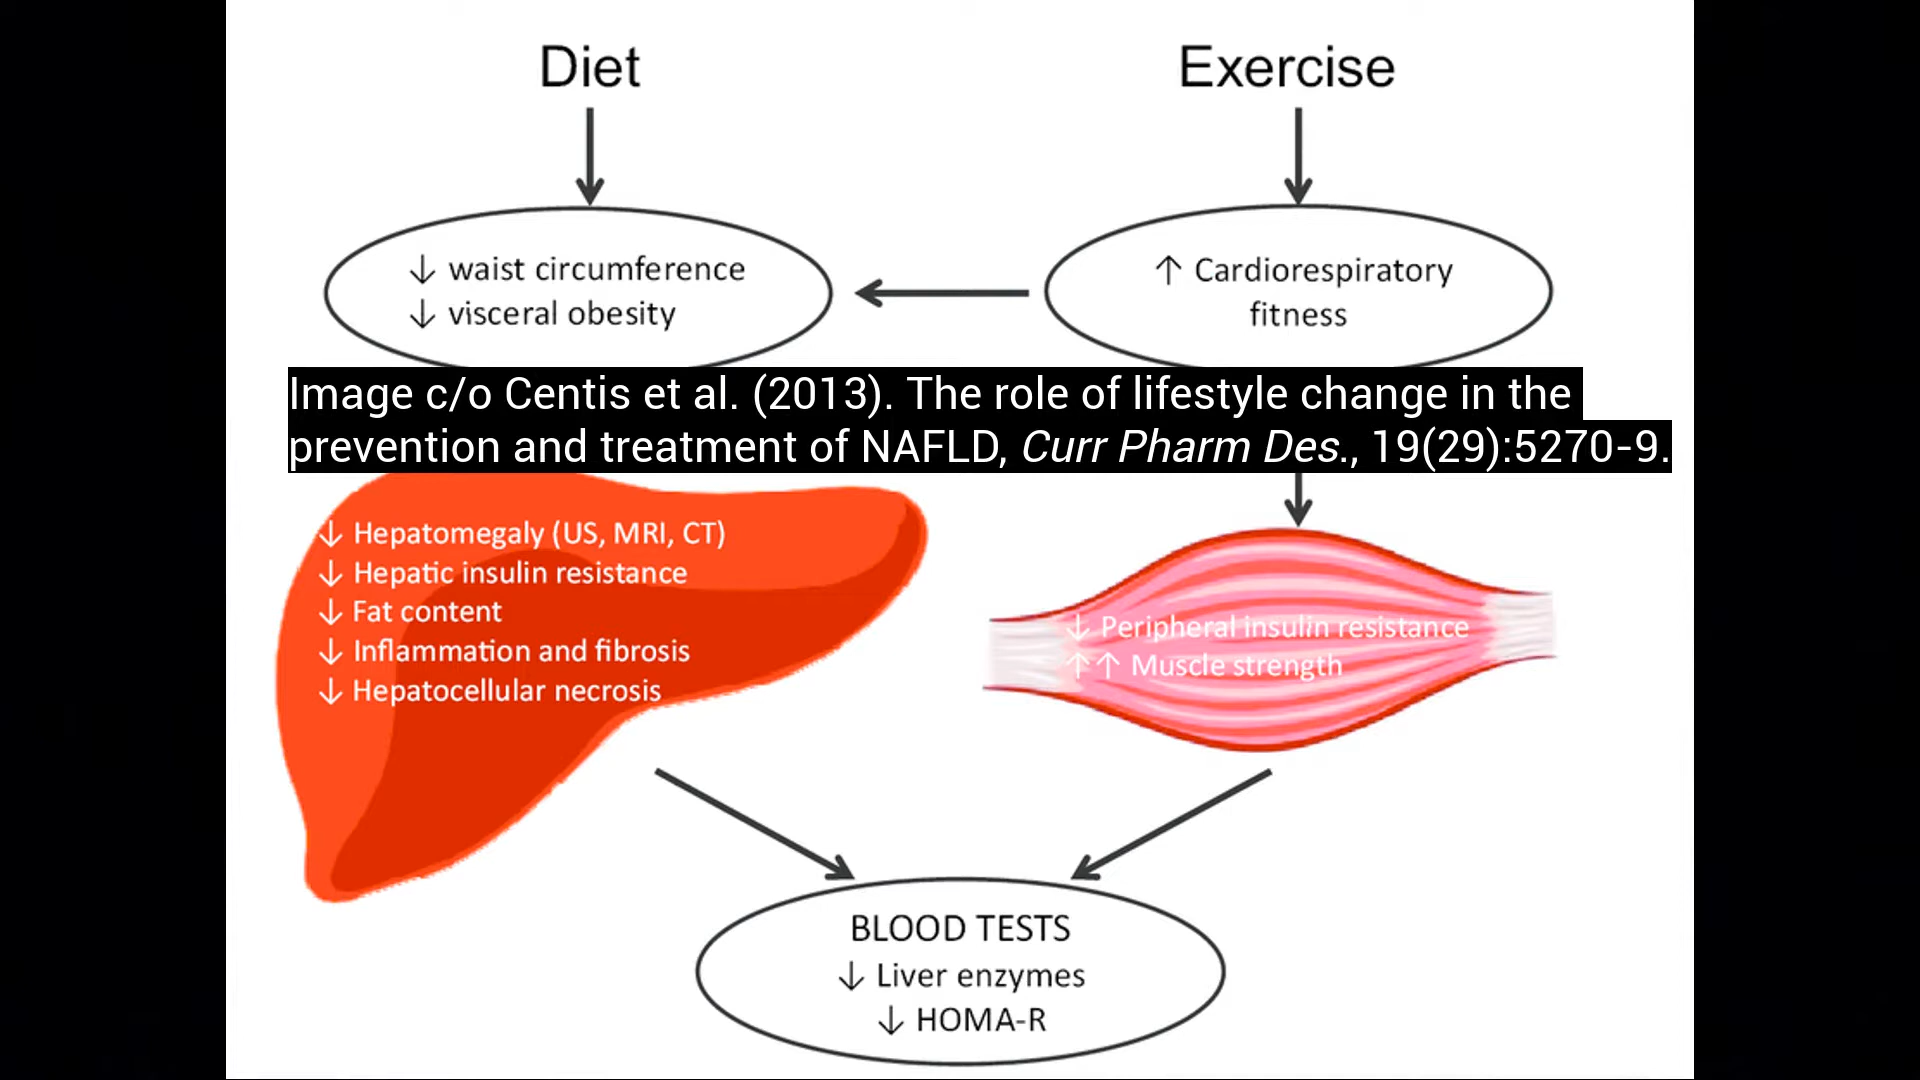 Diet
Exercise
↓ waist circumference
↓ visceral obesity
↑ Cardiorespiratory
fitness
Image c/o Centis et al. (2013). The role of lifestyle change in the
prevention and treatment of NAFLD, Curr Pharm Des., 19(29):5270-9.
↓ Hepatomegaly (US, MRI, CT)
↓ Hepatic insulin resistance
↓ Fat content
↓ Inflammation and fibrosis
↓ Hepatocellular necrosis
↓ Peripheral insulin resistance
↑↑ Muscle strength
BLOOD TESTS
↓ Liver enzymes
↓ HOMA-R